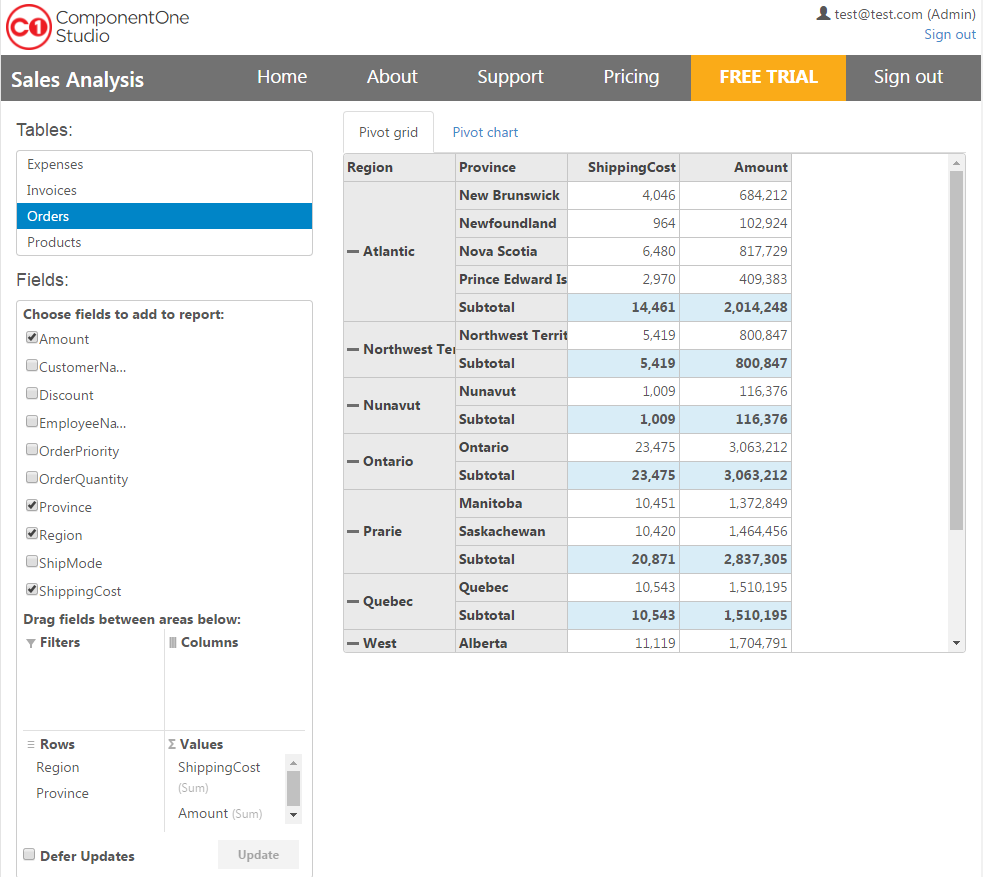 C1 ComponentOne
Studio
test@test.com (Admin)
Sign out
Sales Analysis Home About Support Pricing FREE TRIAL Sign out
Tables:
Expenses
Invoices
Orders
Products
Fields:
Choose fields to add to report:
Amount
CustomerNa...
Discount
EmployeeNa...
OrderPriority
OrderQuantity
Province
Region
ShipMode
ShippingCost
Drag fields between areas below:
Filters Columns
Rows Σ Values
Region ShippingCost
(Sum)
Province
Amount (Sum)
Defer Updates Update
Pivot grid Pivot chart
Region Province ShippingCost Amount
New Brunswick 4,046 684,212
Newfoundland 964 102,924
Atlantic Nova Scotia 6,480 817,729
Prince Edward Is 2,970 409,383
Subtotal 14,461 2,014,248
Northwest Territ 5,419 800,847
Northwest Ter
Subtotal 5,419 800,847
Nunavut 1,009 116,376
Nunavut
Subtotal 1,009 116,376
Ontario 23,475 3,063,212
Ontario
Subtotal 23,475 3,063,212
Manitoba 10,451 1,372,849
Prarie Saskachewan 10,420 1,464,456
Subtotal 20,871 2,837,305
Quebec 10,543 1,510,195
Quebec
Subtotal 10,543 1,510,195
West Alberta 11,119 1,704,791